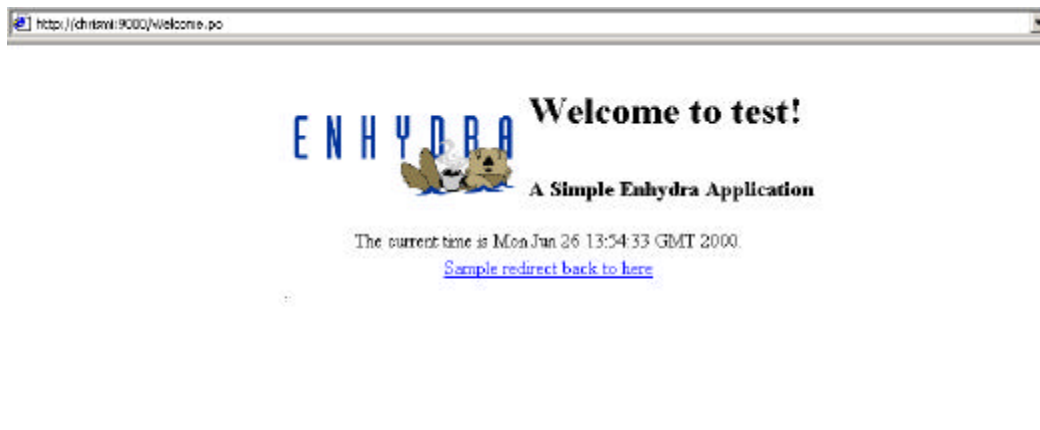 http://chrismi:9000/Welcome.po
ENHYDRA
Welcome to test!
A Simple Enhydra Application
The current time is Mon Jun 26 13:54:33 GMT 2000.
Sample redirect back to here